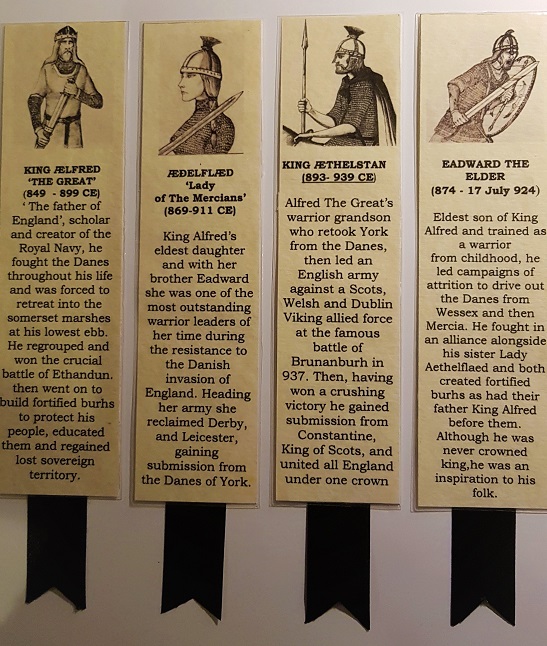 KING ÆLFRED
'THE GREAT'
(849 - 899 CE)
'The father of
England', scholar
and creator of the
Royal Navy, he
fought the Danes
throughout his life
and was forced to
retreat into the
somerset marshes
at his lowest ebb.
He regrouped and
won the crucial
battle of Ethandun.
then went on to
build fortified burhs
to protect his
people, educated
them and regained
lost sovereign
territory.
ÆÐELFLÆD
'Lady
of The Mercians'
(869-911 CE)
King Alfred's
eldest daughter
and with her
brother Eadward
she was one of the
most outstanding
warrior leaders of
her time during
the resistance to
the Danish
invasion of
England. Heading
her army she
reclaimed Derby,
and Leicester,
gaining
submission from
the Danes of York.
KING ÆTHELSTAN
(893- 939 CE)
Alfred The Great's
warrior grandson
who retook York
from the Danes,
then led an
English army
against a Scots,
Welsh and Dublin
Viking allied force
at the famous
battle of
Brunanburh in
937. Then, having
won a crushing
victory he gained
submission from
Constantine,
King of Scots, and
united all England
under one crown
EADWARD THE
ELDER
(874 - 17 July 924)
Eldest son of King
Alfred and trained as
a warrior
from childhood, he
led campaigns of
attrition to drive out
the Danes from
Wessex and then
Mercia. He fought in
an alliance alongside
his sister Lady
Aethelflaed and both
created fortified
burhs as had their
father King Alfred
before them.
Although he was
never crowned
king,he was an
inspiration to his
folk.